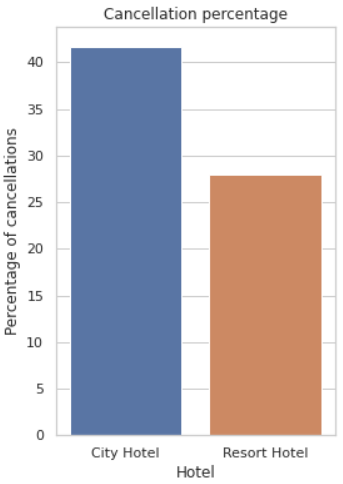 Cancellation percentage
Percentage of cancellations
40
35
30
25
20
15
10
5
0
City Hotel Resort Hotel
Hotel